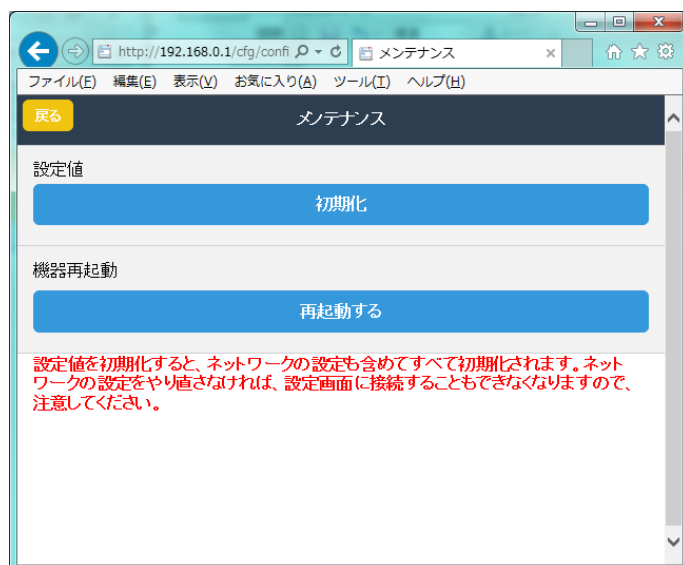 http://192.168.0.1/cfg/confi
メンテナンス
ファイル(F) 編集(E) 表示(V) お気に入り(A) ツール(T) ヘルプ(H)
戻る
メンテナンス
設定値
初期化
機器再起動
再起動する
設定値を初期化すると、ネットワークの設定も含めてすべて初期化されます。ネット
ワークの設定をやり直さなければ、設定画面に接続することもできなくなりますので、
注意してください。